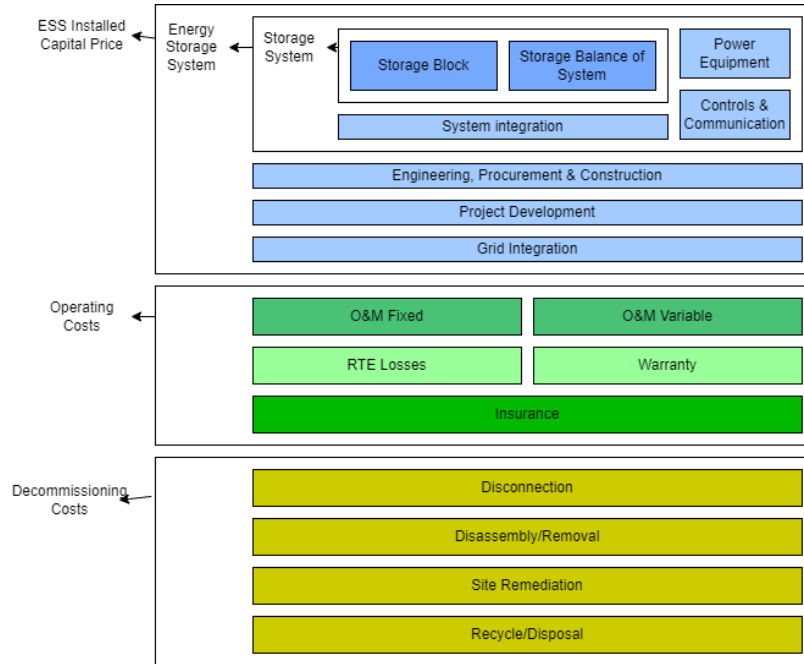 ESS Installed
Capital Price
Energy
Storage
System
Storage
System
Storage Block
Storage Balance of
System
Power
Equipment
System integration
Controls &
Communication
Engineering, Procurement & Construction
Project Development
Grid Integration
Operating
Costs
O&M Fixed
O&M Variable
RTE Losses
Warranty
Insurance
Decommissioning
Costs
Disconnection
Disassembly/Removal
Site Remediation
Recycle/Disposal